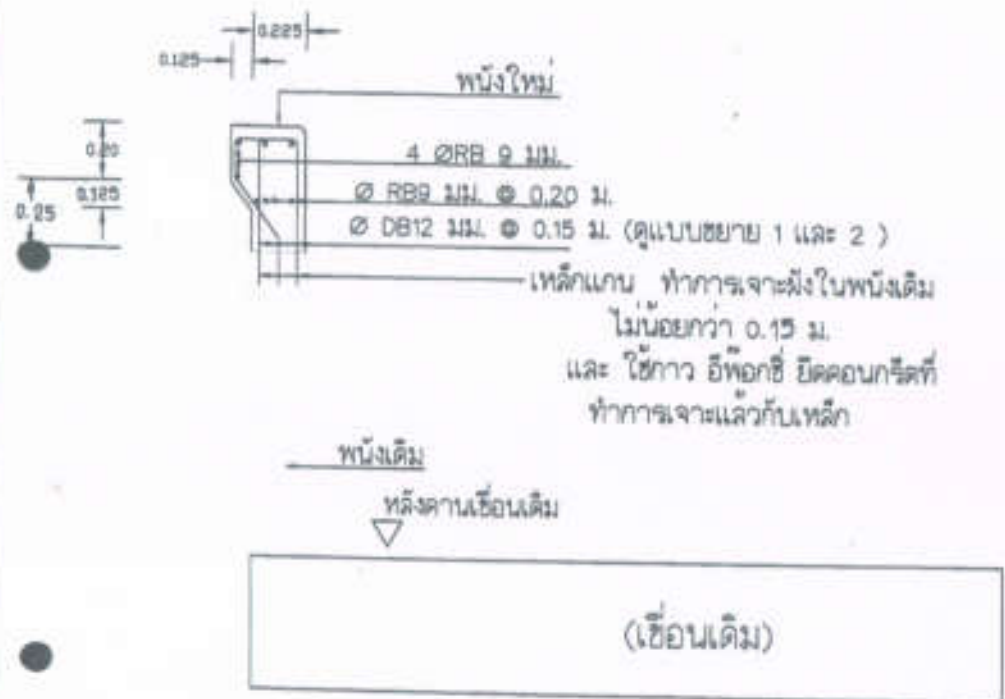 0.225
0.125
พนังใหม่
0.20
4 ØRB 9 มม.
0.125
Ø RB9 มม. @ 0.20 ม.
0.25
Ø DB12 มม. @ 0.15 ม. (ดูแบบขยาย 1 และ 2 )
เหล็กแกน ทำการเจาะฝังในพนังเดิม
ไม่น้อยกว่า 0.15 ม.
และ ใช้กาว อีพ๊อกซี่ ยึดคอนกรีตที่
ทำการเจาะแล้วกับเหล็ก
พนังเดิม
หลังคานเขื่อนเดิม
(เขื่อนเดิม)